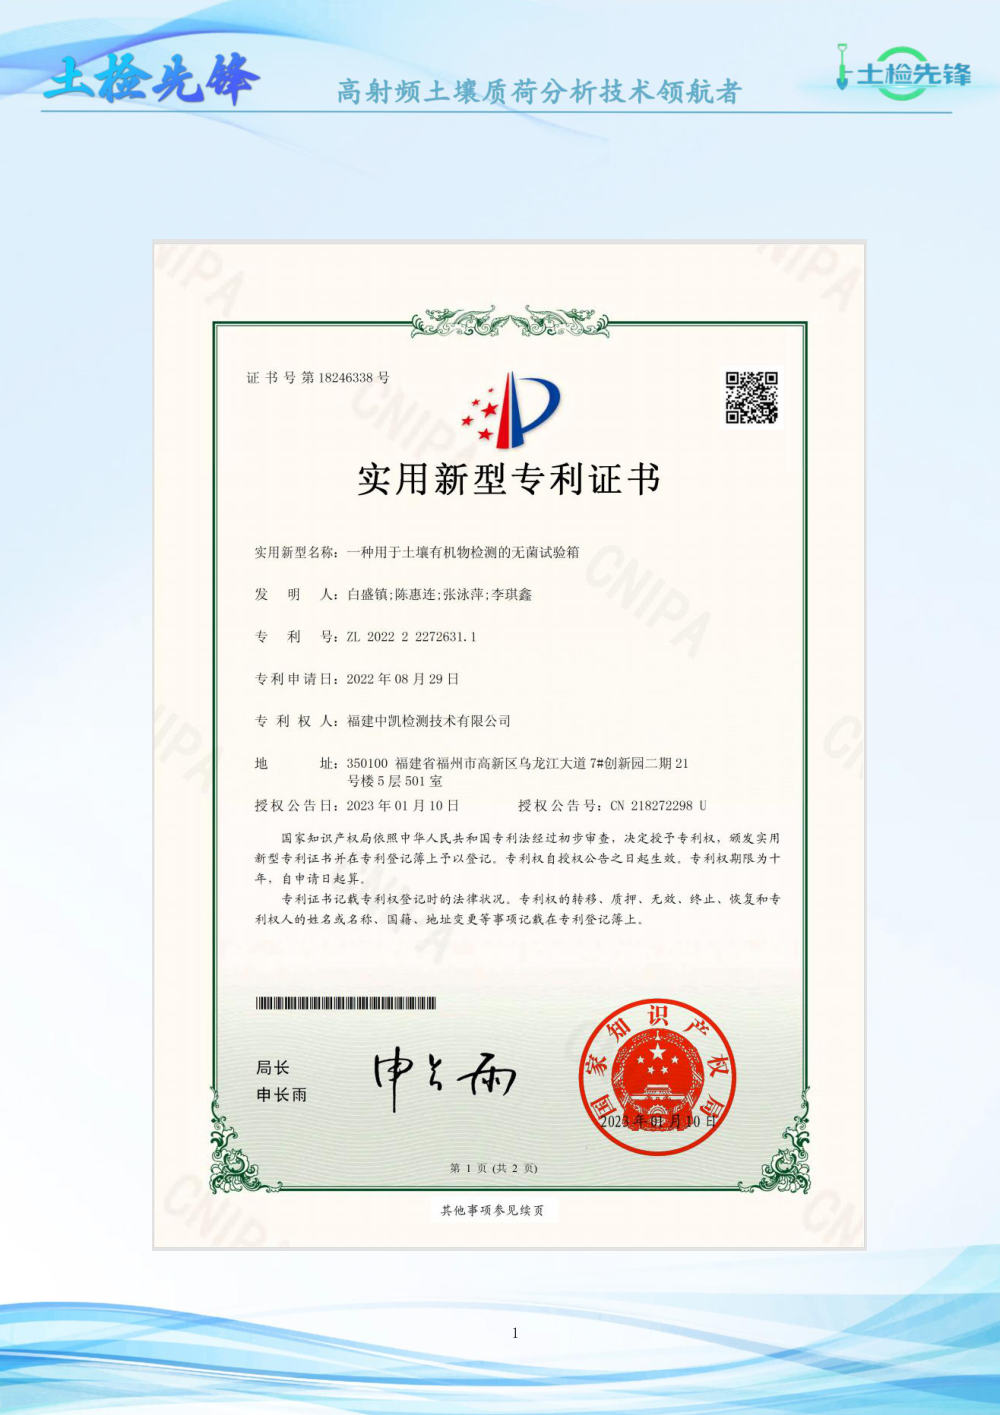 土检先锋
高射频土壤质荷分析技术领航者
土检先锋
证书号第18246338号
实用新型专利证书
实用新型名称：一种用于土壤有机物检测的无菌试验箱
发明人：白盛镇;陈惠连;张泳萍;李琪鑫
专利号：ZL 2022 2 2272631.1
专利申请日：2022年08月29日
专利权人：福建中凯检测技术有限公司
地址：350100 福建省福州市高新区乌龙江大道7#创新园二期21
号楼5层501室
授权公告日：2023年01月10日 授权公告号：CN 218272298 U
国家知识产权局依照中华人民共和国专利法经过初步审查，决定授予专利权，颁发实用
新型专利证书并在专利登记簿上予以登记。专利权自授权公告之日起生效。专利权期限为十
年，自申请日起算。
专利证书记载专利权登记时的法律状况。专利权的转移、质押、无效、终止、恢复和专
利权人的姓名或名称、国籍、地址变更等事项记载在专利登记簿上。
局长
申长雨
申长雨
国家知识产权局
2023年01月10日
第 1 页 (共 2 页)
其他事项参见续页
1
CNIPA
CNIPA
CNIPA
CNIPA
CNIPA